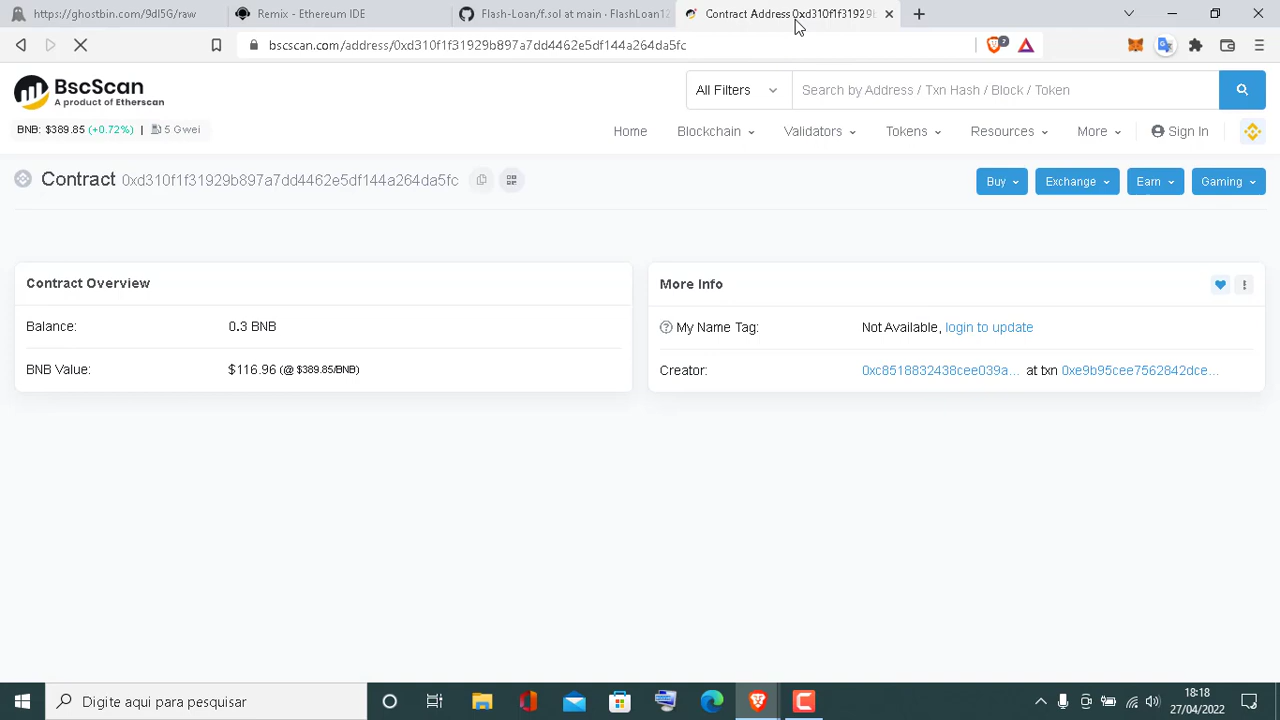 https://ghostbin.com/9dl5G/raw
Remix - Ethereum IDE
Flash-Loan/f.sol at main · FlashLoan12
Contract Address 0xd310f1f31929b
bscscan.com/address/0xd310f1f31929b897a7dd4462e5df144a264da5fc
2
BscScan
A product of Etherscan
All Filters
Search by Address / Txn Hash / Block / Token
BNB: $389.85 (+0.72%) | 5 Gwei
Home
Blockchain
Validators
Tokens
Resources
More
Sign In
Contract 0xd310f1f31929b897a7dd4462e5df144a264da5fc
Buy
Exchange
Earn
Gaming
Contract Overview
Balance: 0.3 BNB
BNB Value: $116.96 (@ $389.85/BNB)
More Info
My Name Tag: Not Available, login to update
Creator: 0xc8518832438cee039a... at txn 0xe9b95cee7562842dce...
Digite aqui para pesquisar
18:18
27/04/2022